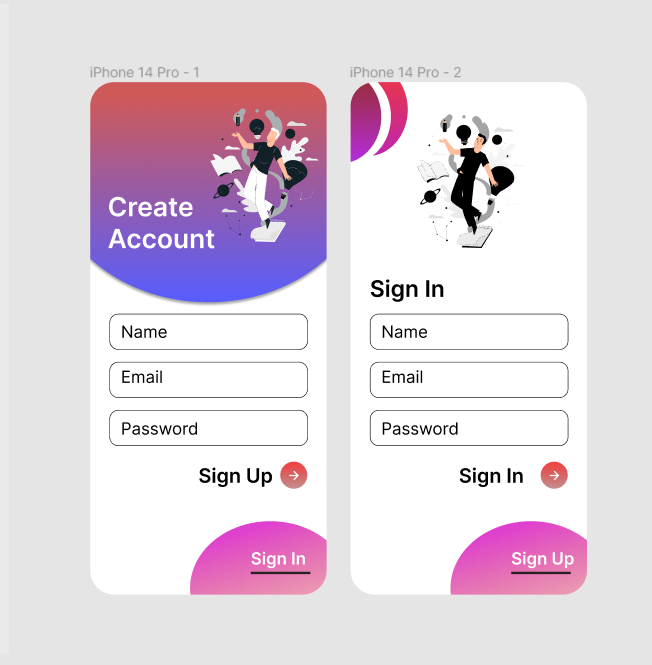 iPhone 14 Pro - 1
Create
Account
Name
Email
Password
Sign Up
Sign In
iPhone 14 Pro - 2
Sign In
Name
Email
Password
Sign In
Sign Up